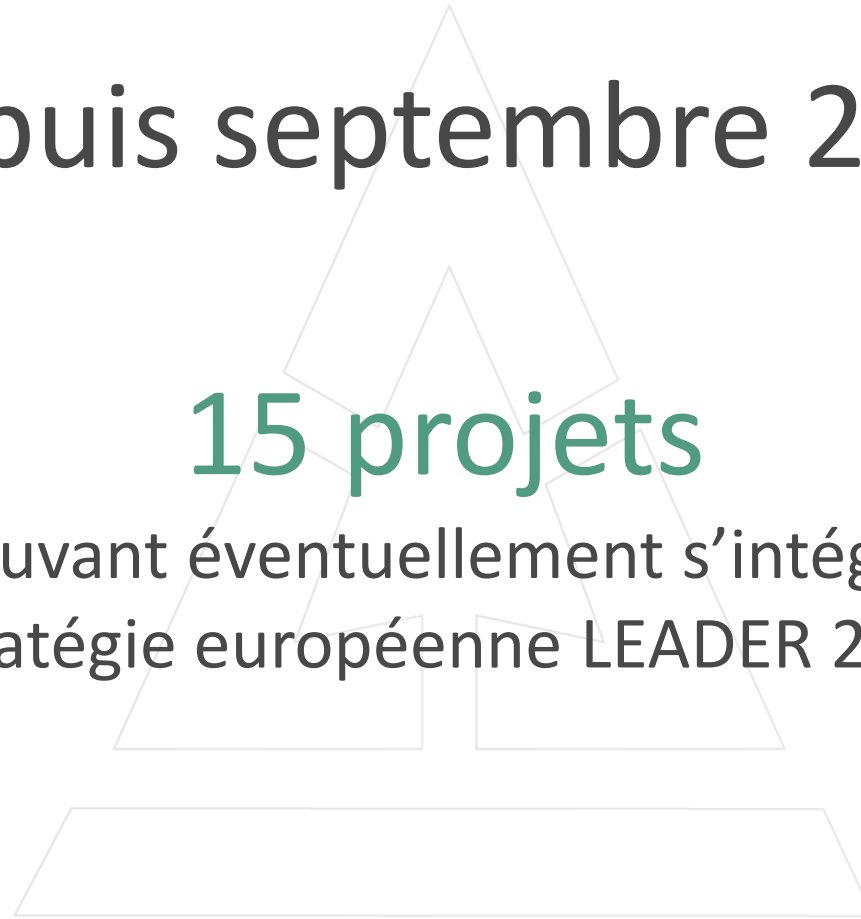 puis septembre 2
15 projets
uvant éventuellement s’intég
atégie européenne LEADER 2